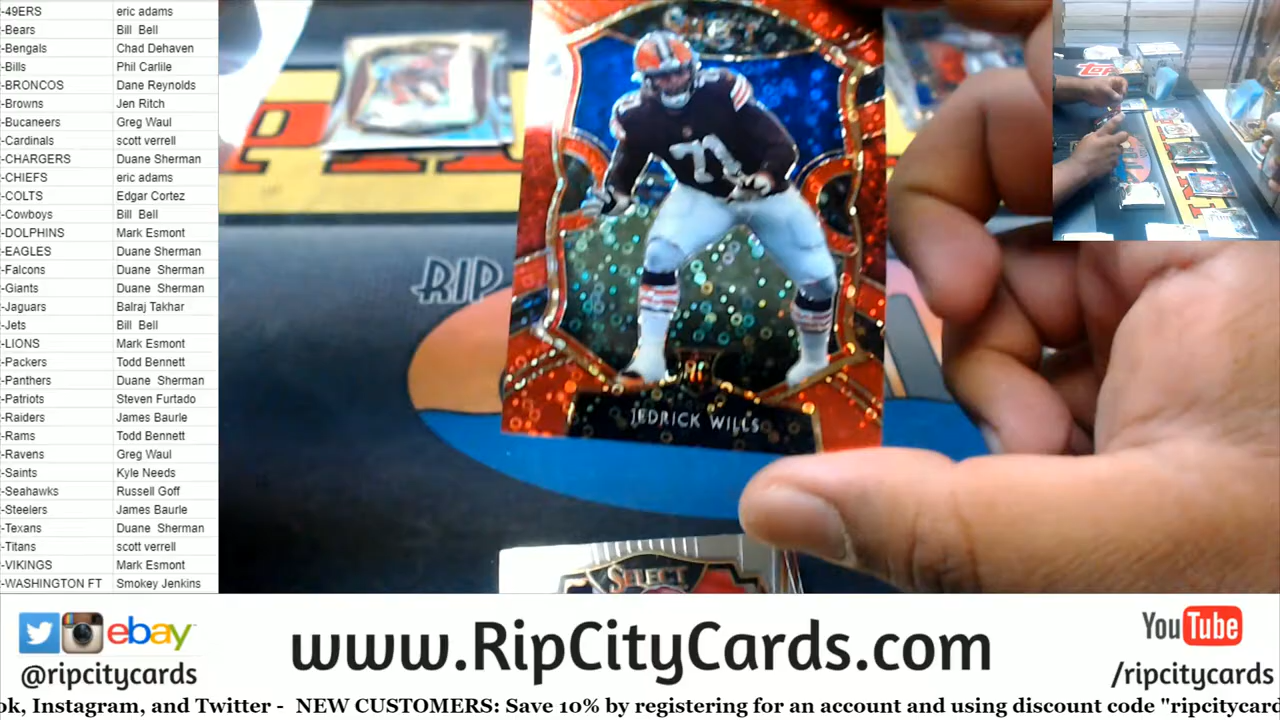 -49ERS eric adams
-Bears Bill Bell
-Bengals Chad Dehaven
-Bills Phil Carlile
-BRONCOS Dane Reynolds
-Browns Jen Ritch
-Bucaneers Greg Waul
-Cardinals scott verrell
-CHARGERS Duane Sherman
-CHIEFS eric adams
-COLTS Edgar Cortez
-Cowboys Bill Bell
-DOLPHINS Mark Esmont
-EAGLES Duane Sherman
-Falcons Duane Sherman
-Giants Duane Sherman
-Jaguars Balraj Takhar
-Jets Bill Bell
-LIONS Mark Esmont
-Packers Todd Bennett
-Panthers Duane Sherman
-Patriots Steven Furtado
-Raiders James Baurle
-Rams Todd Bennett
-Ravens Greg Waul
-Saints Kyle Needs
-Seahawks Russell Goff
-Steelers James Baurle
-Texans Duane Sherman
-Titans scott verrell
-VIKINGS Mark Esmont
-WASHINGTON FT Smokey Jenkins
71
JEDRICK WILLS
RIP
SELECT
ebay
@ripcitycards
www.RipCityCards.com
YouTube
/ripcitycards
ok, Instagram, and Twitter - NEW CUSTOMERS: Save 10% by registering for an account and using discount code "ripcitycard